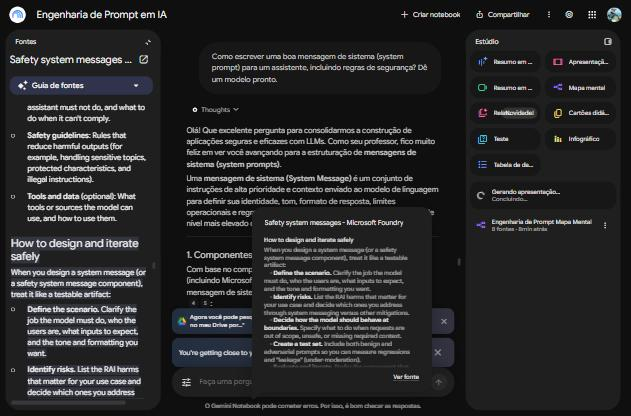 Engenharia de Prompt em IA
Criar notebook
Compartilhar
Fontes
Safety system messages ...
Guia de fontes
assistant must not do, and what to
do when it can't comply.
Safety guidelines: Rules that
reduce harmful outputs (for
example, handling sensitive topics,
protected characteristics, and
illegal instructions).
Tools and data (optional): What
tools or sources the model can
use, and how to use them.
How to design and iterate
safely
When you design a system message (or
a safety system message component),
treat it like a testable artifact:
Define the scenario. Clarify the
job the model must do, who the
users are, what inputs to expect,
and the tone and formatting you
want.
Identify risks. List the RAI harms
that matter for your use case and
decide which ones you address
Como escrever uma boa mensagem de sistema (system
prompt) para um assistente, incluindo regras de segurança? Dê
um modelo pronto.
Thoughts
Olá! Que excelente pergunta para consolidarmos a construção de
aplicações seguras e eficazes com LLMs. Como seu professor, fico muito
feliz em ver você avançando para a estruturação de mensagens de
sistema (system prompts).
Uma mensagem de sistema (System Message) é um conjunto de
instruções de alta prioridade e contexto enviado ao modelo de linguagem
para definir sua identidade, tom, formato de resposta, limites
operacionais e regra
nível mais elevado d
1. Componentes
Com base no comp
(incluindo Microsof
mensagem de siste
4 5 :
Agora você pode pesq
no meu Drive por..."
You're getting close to y
Faça uma pergu
Safety system messages - Microsoft Foundry
How to design and iterate safely
When you design a system message (or a safety
system message component), treat it like a testable
artifact:
- Define the scenario. Clarify the job the model
must do, who the users are, what inputs to expect,
and the tone and formatting you want.
- Identify risks. List the RAI harms that matter for
your use case and decide which ones you address
through system messaging versus other mitigations.
- Decide how the model should behave at
boundaries. Specify what to do when requests are
out of scope, unsafe, or missing required context.
- Create a test set. Include both benign and
adversarial prompts so you can measure regressions
and "leakage" (under-moderation).
Ver fonte
O Gemini Notebook pode cometer erros. Por isso, é bom checar as respostas.
Estúdio
Resumo em ...
Apresentaçã...
Resumo em ...
Mapa mental
Novidade!
Cartões didá...
Teste
Infográfico
Tabela de da...
Gerando apresentação...
Concluindo...
Engenharia de Prompt Mapa Mental
8 fontes · 8min atrás